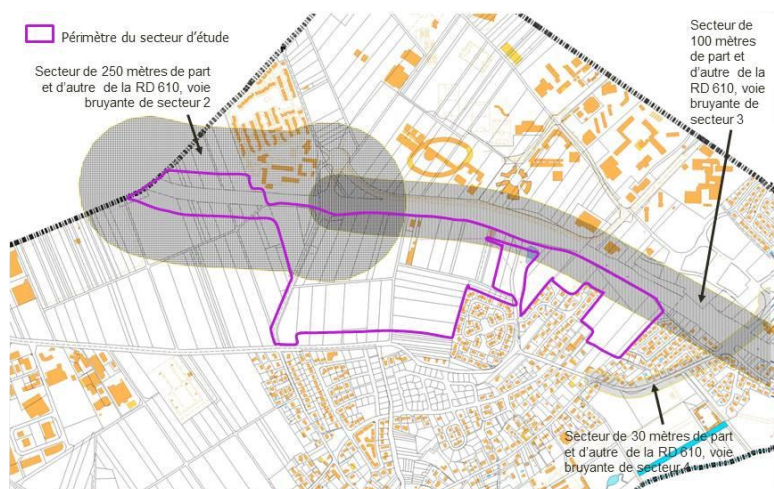 Périmètre du secteur d'étude
Secteur de 250 mètres de part
et d'autre de la RD 610, voie
bruyante de secteur 2
Secteur de
100 mètres
de part et
d'autre de la
RD 610, voie
bruyante de
secteur 3
Secteur de 30 mètres de part
et d'autre de la RD 610, voie
bruyante de secteur